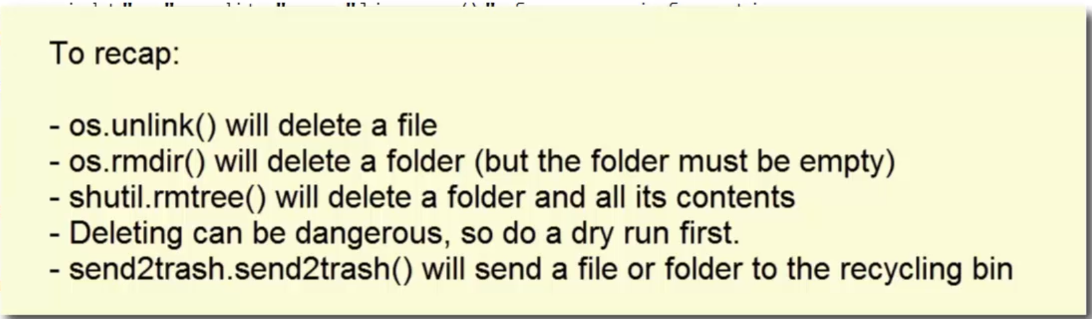 To recap:
- os.unlink() will delete a file
- os.rmdir() will delete a folder (but the folder must be empty)
- shutil.rmtree() will delete a folder and all its contents
- Deleting can be dangerous, so do a dry run first.
- send2trash.send2trash() will send a file or folder to the recycling bin